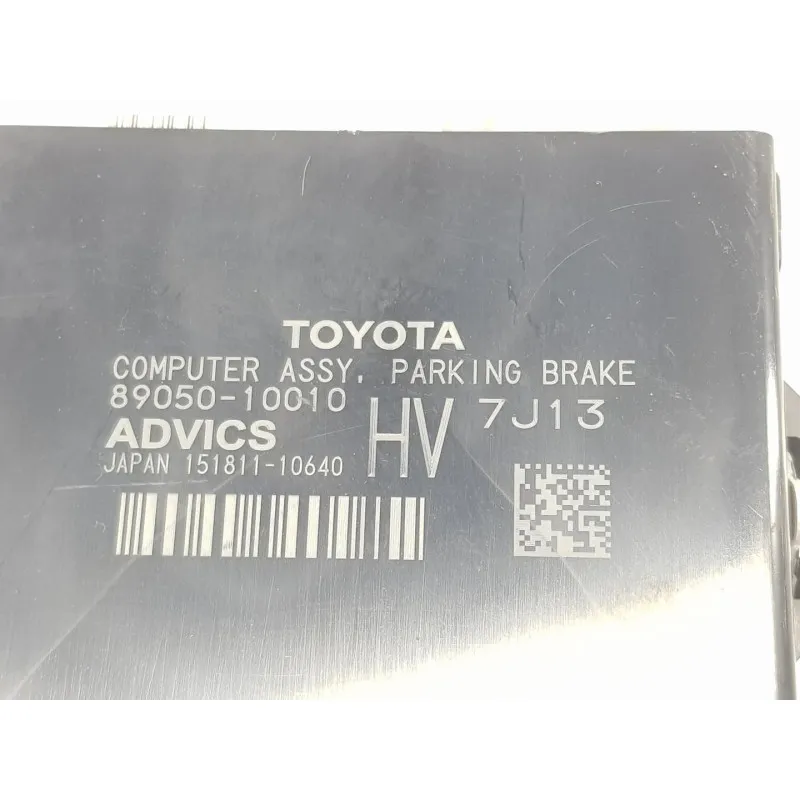 TOYOTA
COMPUTER ASSY, PARKING BRAKE
89050-10010 HV 7J13
ADVICS
JAPAN 151811-10640